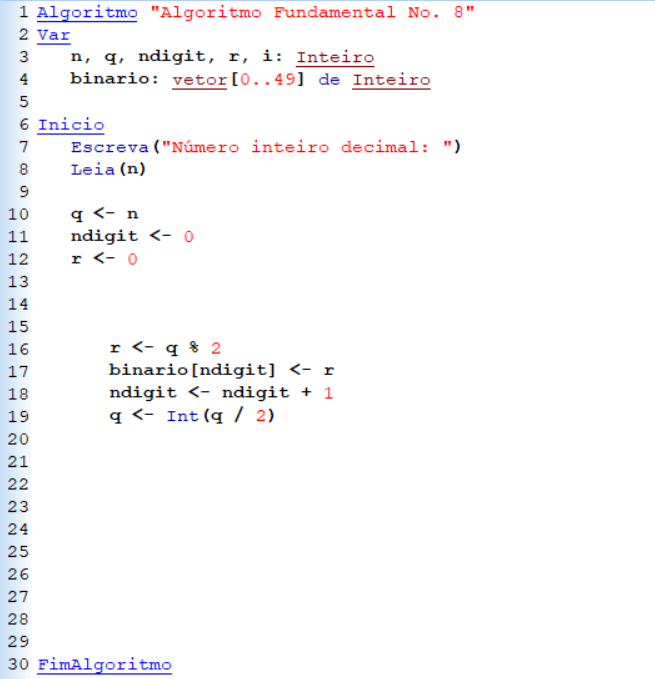 1 Algoritmo "Algoritmo Fundamental No. 8"
2 Var
3 n, q, ndigit, r, i: Inteiro
4 binario: vetor[0..49] de Inteiro
5
6 Inicio
7 Escreva("Número inteiro decimal: ")
8 Leia(n)
9
10 q <- n
11 ndigit <- 0
12 r <- 0
13
14
15
16 r <- q % 2
17 binario[ndigit] <- r
18 ndigit <- ndigit + 1
19 q <- Int(q / 2)
20
21
22
23
24
25
26
27
28
29
30 FimAlgoritmo